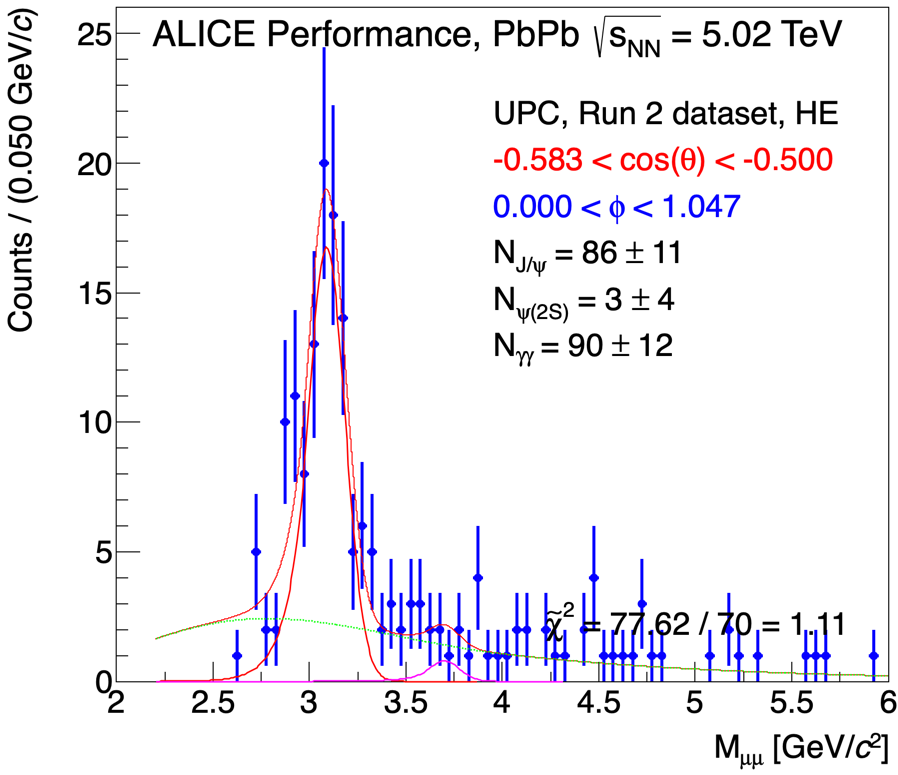 ALICE Performance, PbPb √sNN = 5.02 TeV
UPC, Run 2 dataset, HE
-0.583 < cos(θ) < -0.500
0.000 < ϕ < 1.047
NJ/ψ = 86 ± 11
Nψ(2S) = 3 ± 4
Nγγ = 90 ± 12
χ̃² = 77.62 / 70 = 1.11
Counts / (0.050 GeV/c)
25
20
15
10
5
0
2 2.5 3 3.5 4 4.5 5 5.5 6
Mμμ [GeV/c²]